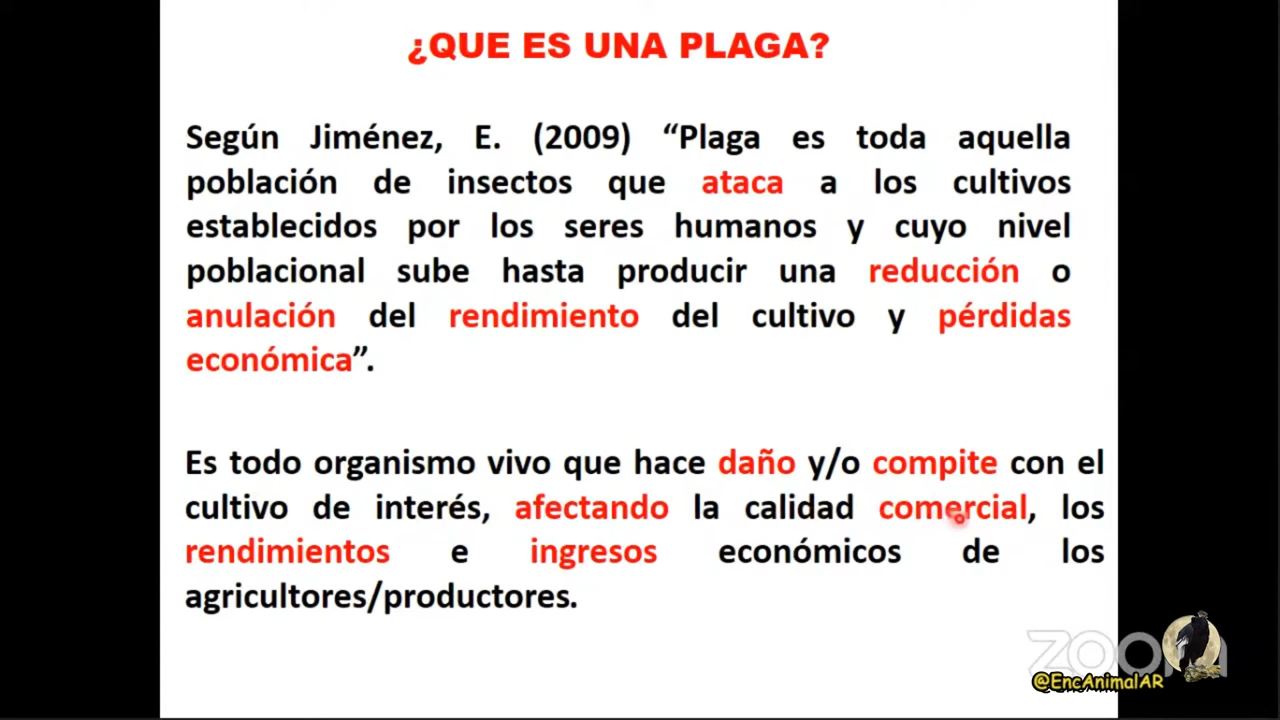 ¿QUE ES UNA PLAGA?
Según Jiménez, E. (2009) “Plaga es toda aquella
población de insectos que ataca a los cultivos
establecidos por los seres humanos y cuyo nivel
poblacional sube hasta producir una reducción o
anulación del rendimiento del cultivo y pérdidas
económica”.
Es todo organismo vivo que hace daño y/o compite con el
cultivo de interés, afectando la calidad comercial, los
rendimientos e ingresos económicos de los
agricultores/productores.
zoom
@EncAnimalAR